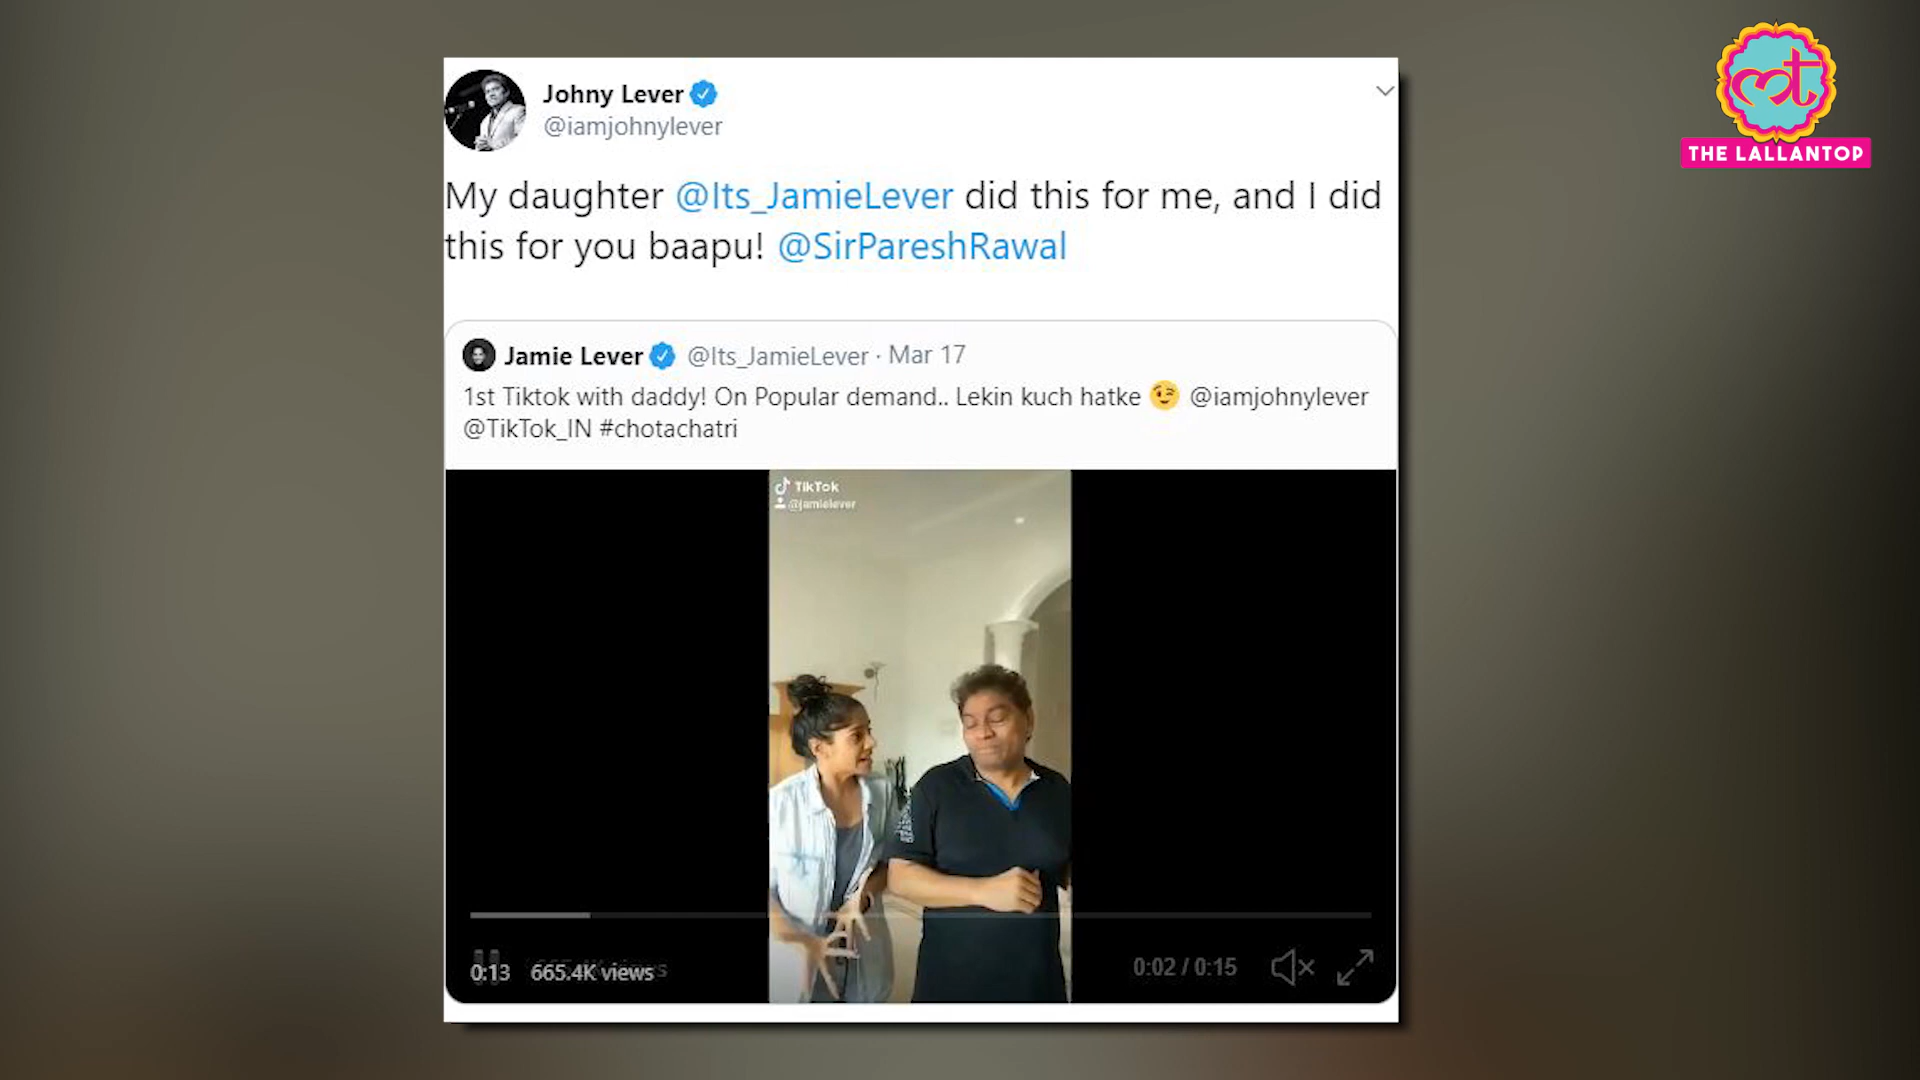 Johny Lever
@iamjohnylever
My daughter @Its_JamieLever did this for me, and I did
this for you baapu! @SirPareshRawal
Jamie Lever @Its_JamieLever · Mar 17
1st Tiktok with daddy! On Popular demand.. Lekin kuch hatke 😉 @iamjohnylever
@TikTok_IN #chotachatri
TikTok
@jamielever
0:13 665.4K views
0:02 / 0:15
THE LALLANTOP